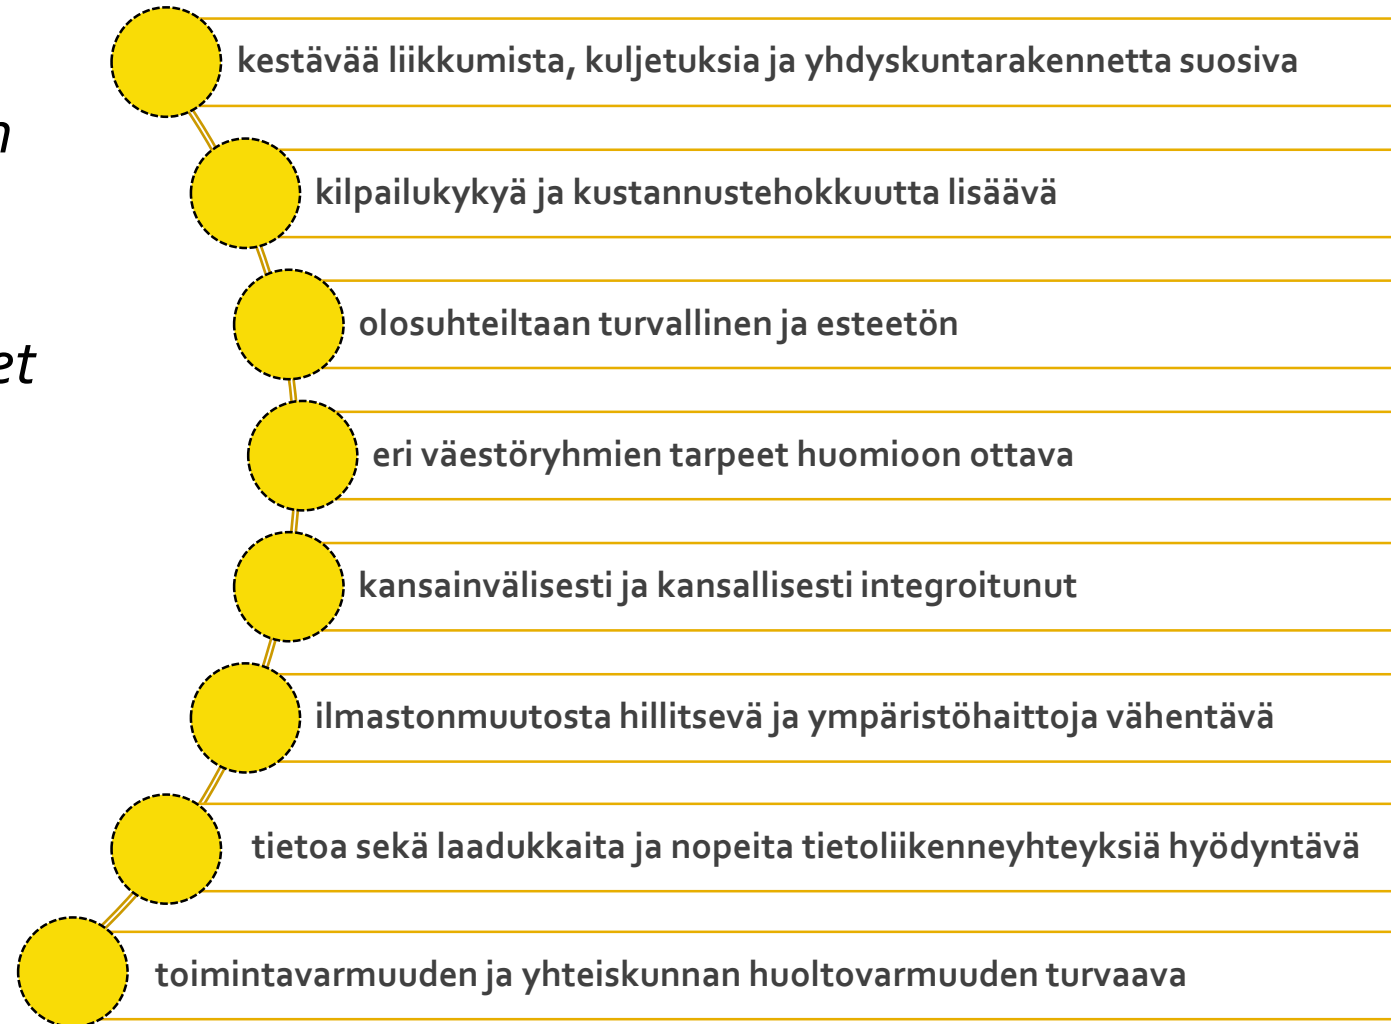 kestävää liikkumista, kuljetuksia ja yhdyskuntarakennetta suosiva
kilpailukykyä ja kustannustehokkuutta lisäävä
olosuhteiltaan turvallinen ja esteetön
eri väestöryhmien tarpeet huomioon ottava
kansainvälisesti ja kansallisesti integroitunut
ilmastonmuutosta hillitsevä ja ympäristöhaittoja vähentävä
tietoa sekä laadukkaita ja nopeita tietoliikenneyhteyksiä hyödyntävä
toimintavarmuuden ja yhteiskunnan huoltovarmuuden turvaava